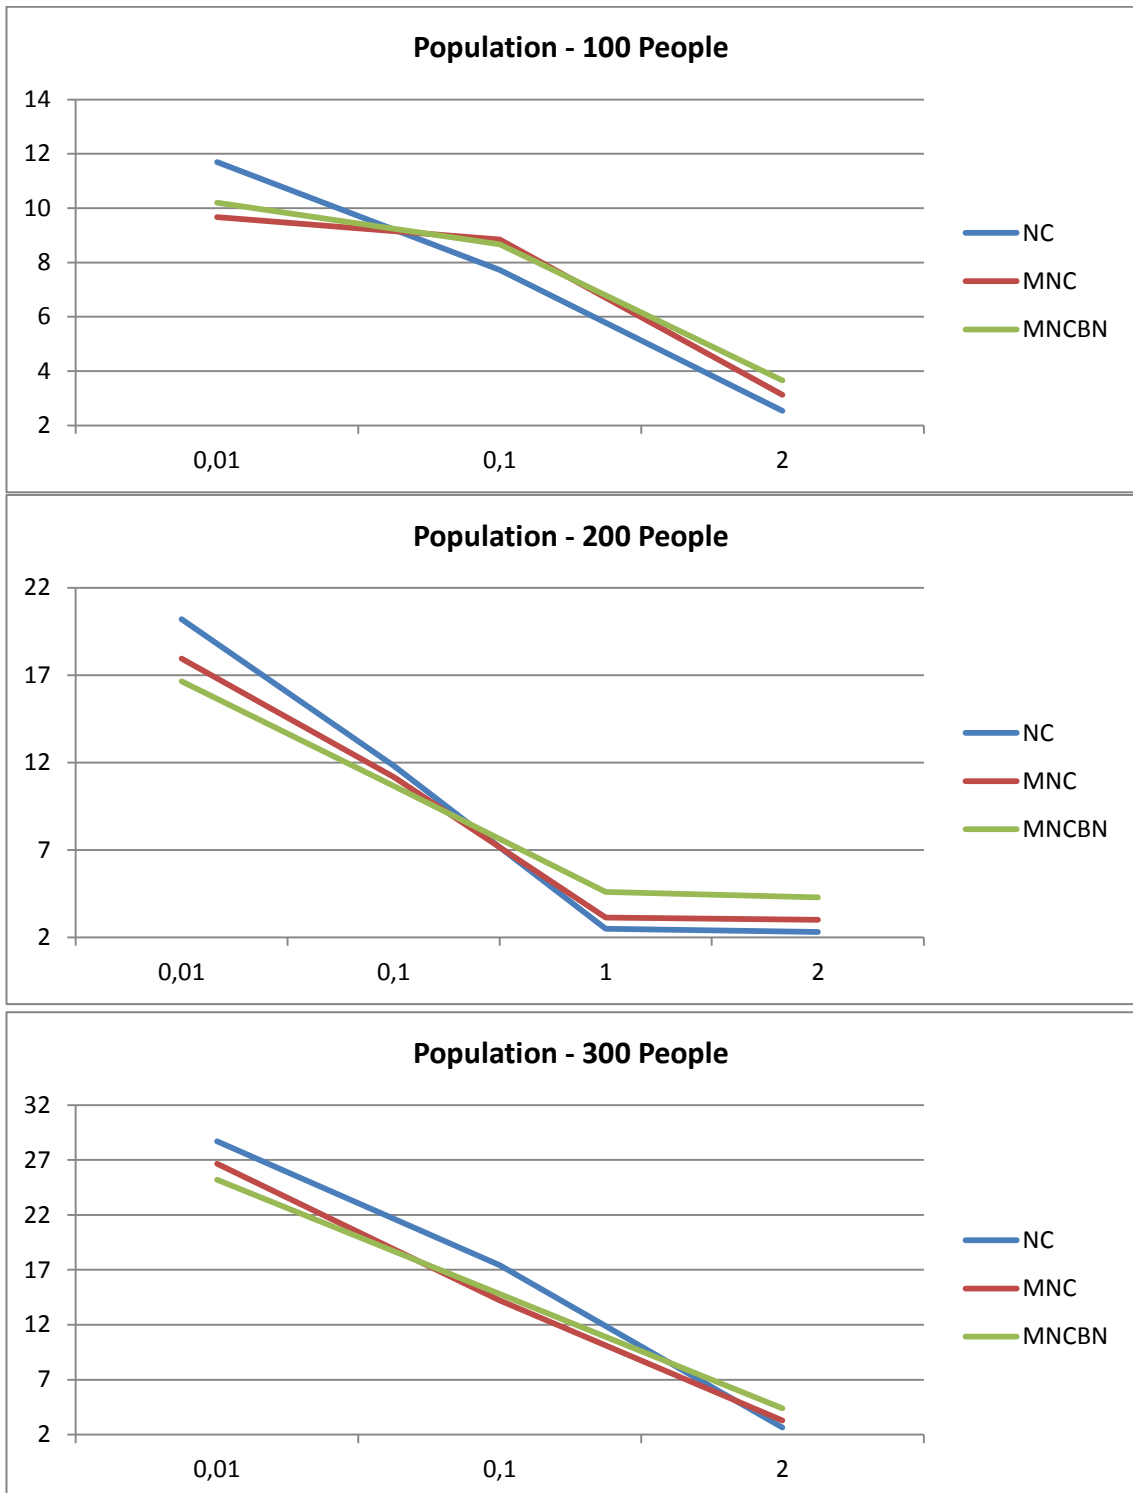 Population - 100 People
14
12
10
8
6
4
2
0,01 0,1 2
NC
MNC
MNCBN
Population - 200 People
22
17
12
7
2
0,01 0,1 1 2
NC
MNC
MNCBN
Population - 300 People
32
27
22
17
12
7
2
0,01 0,1 2
NC
MNC
MNCBN